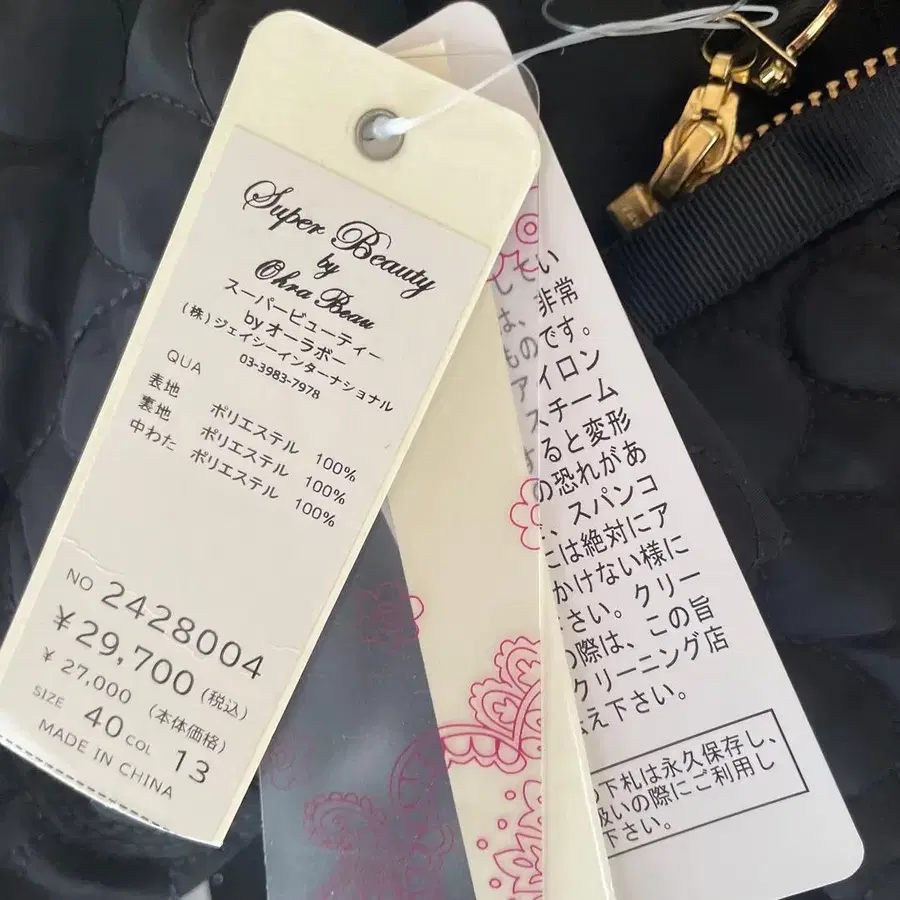 Super Beauty
by
Ohra Beau
スーパービューティー
byオーラボー
(株)ジェイシーインターナショナル
03-3983-7978
QUA
表地 ポリエステル 100%
裏地 ポリエステル 100%
中わた ポリエステル 100%
NO 2428004
¥29,700 (税込)
¥ 27,000 (本体価格)
SIZE 40 COL 13
MADE IN CHINA
い
非常
は、の です。
イロン
スチーム
ると変形
の恐れがあ
、スパンコ
には絶対にア
かけない様に
さい。クリー
の際は、この旨
クリーニング店
え下さい。
下札は永久保存し、
扱いの際にご利用し
下さい。